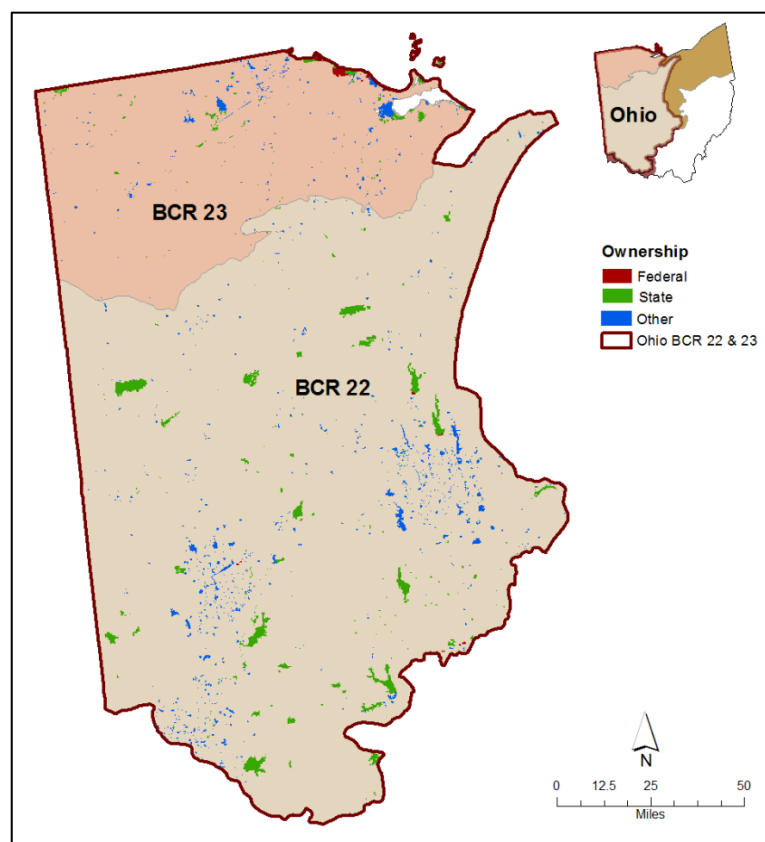 Ohio
BCR 23
BCR 22
Ownership
Federal
State
Other
Ohio BCR 22 & 23
N
0 12.5 25 50
Miles